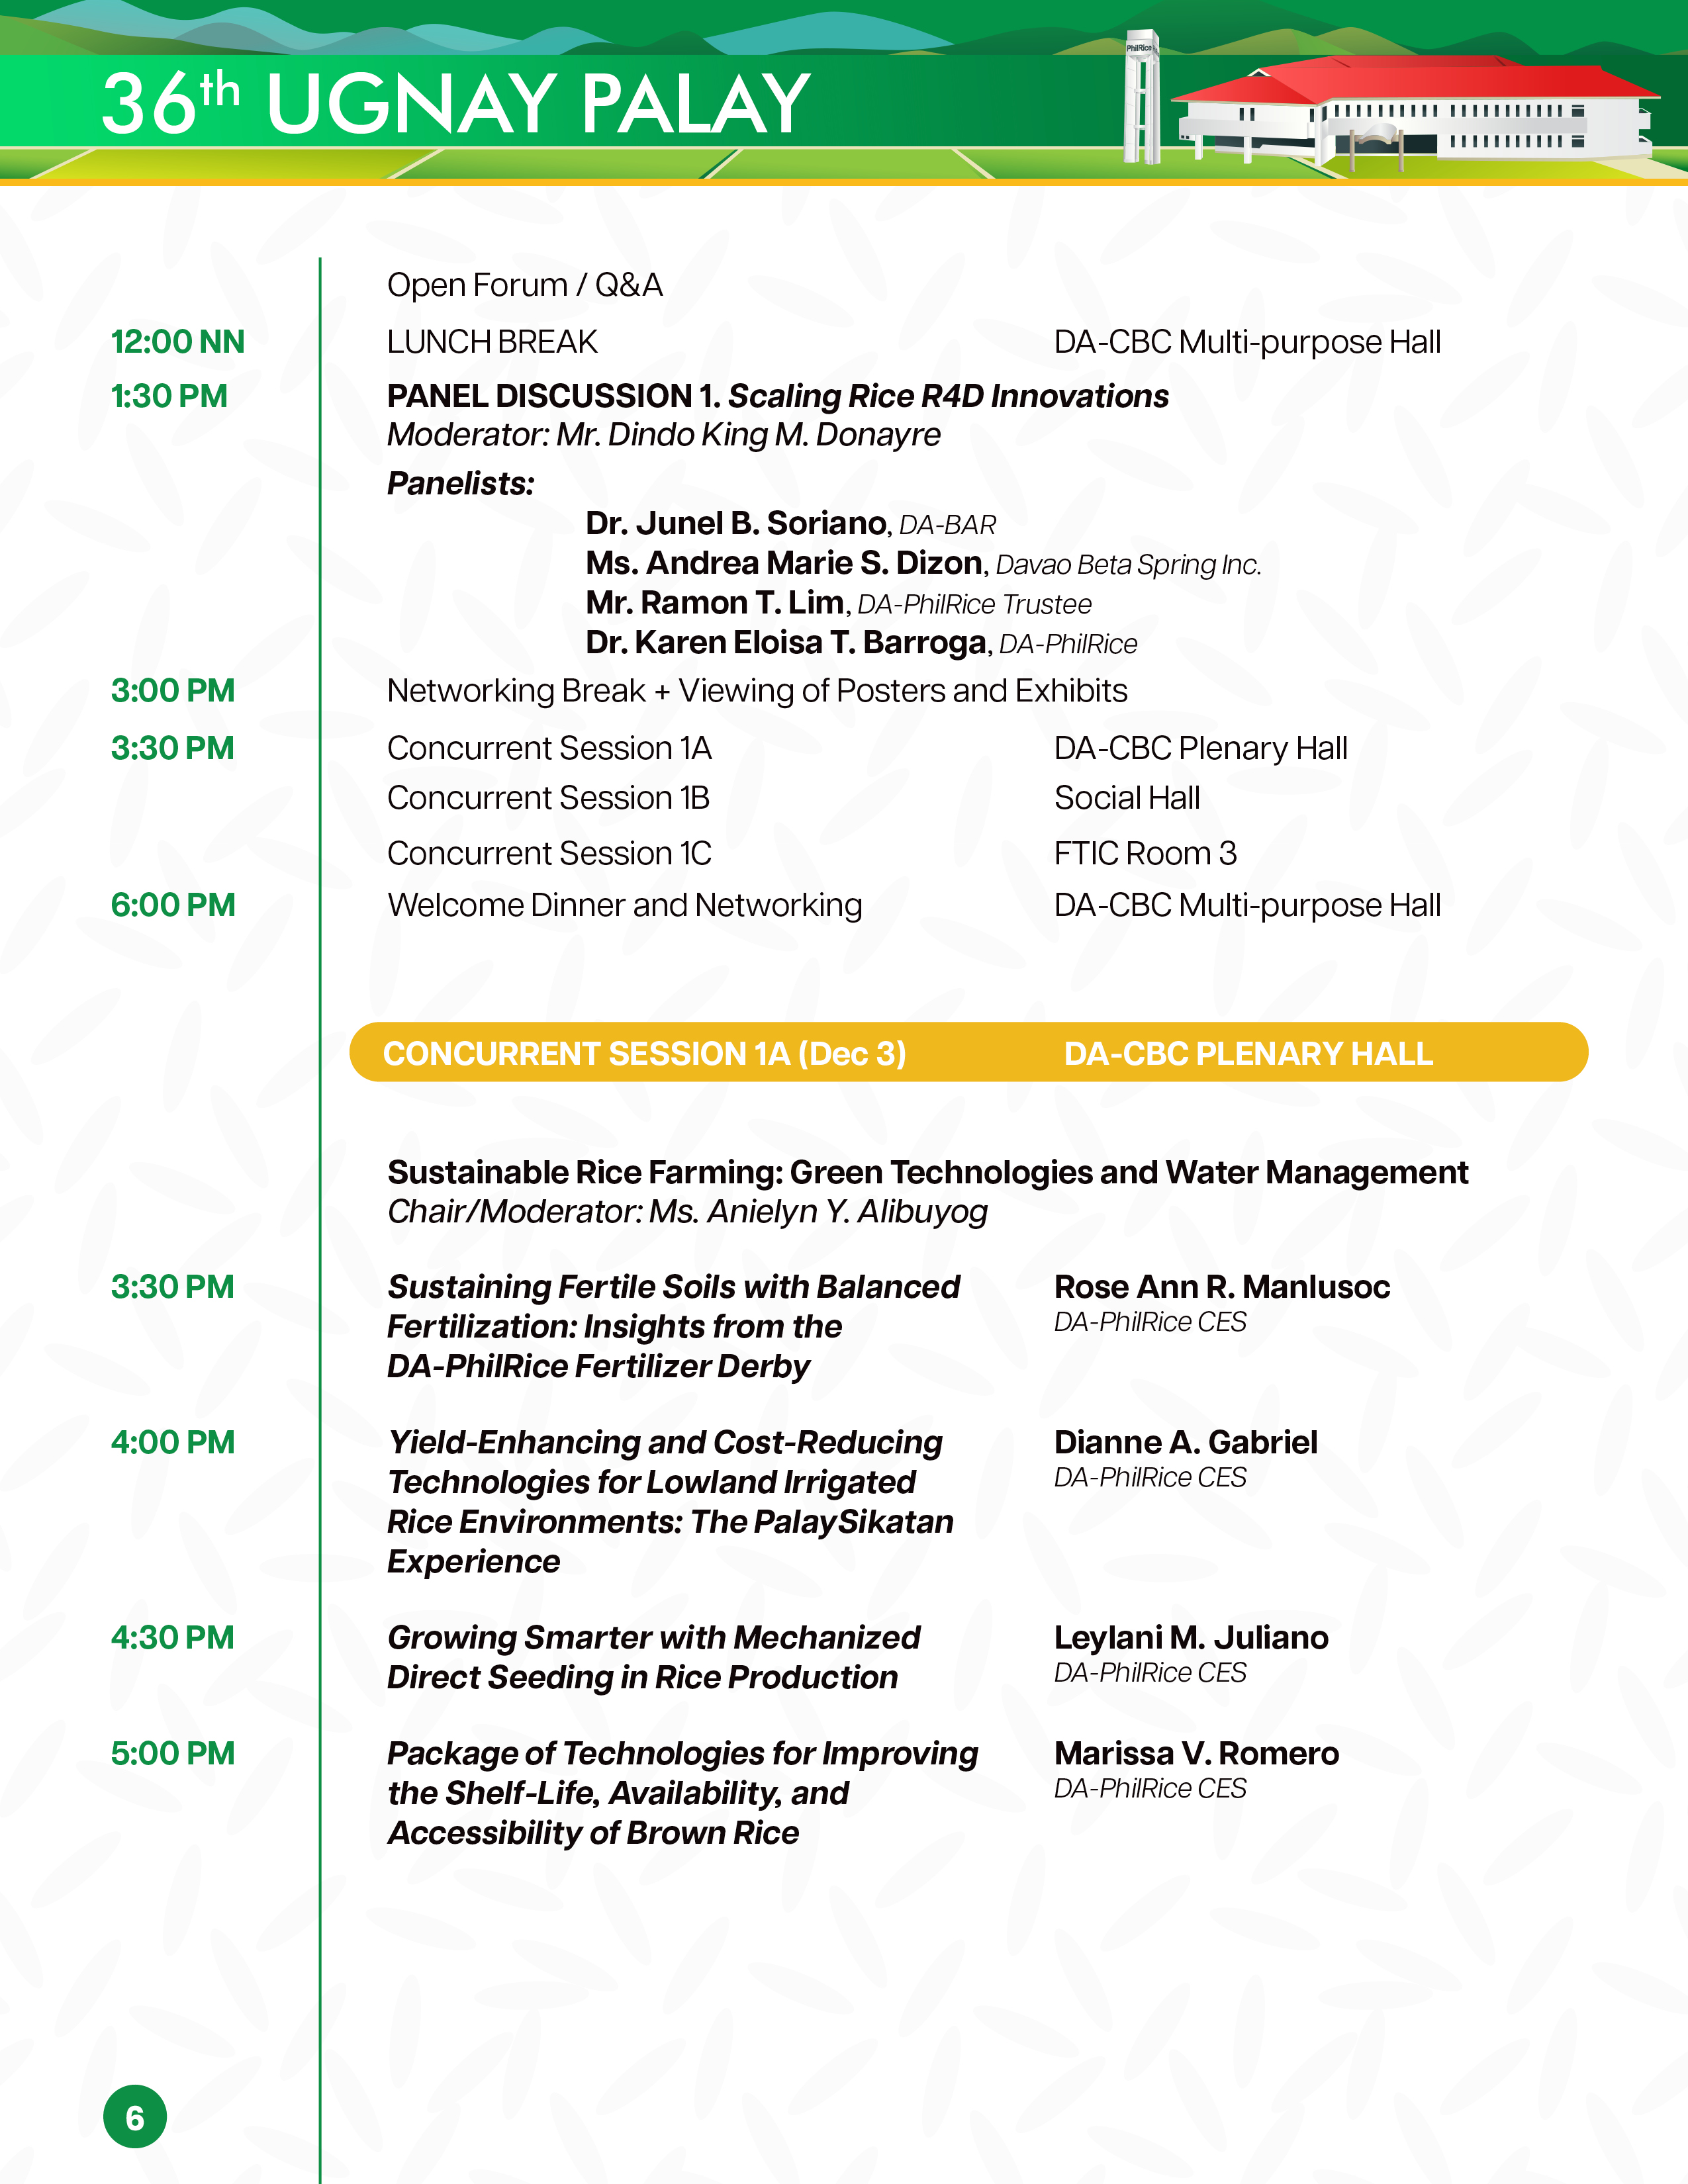 36th UGNAY PALAY
PhilRice
Open Forum / Q&A
12:00 NN LUNCH BREAK DA-CBC Multi-purpose Hall
1:30 PM PANEL DISCUSSION 1. Scaling Rice R4D Innovations
Moderator: Mr. Dindo King M. Donayre
Panelists:
Dr. Junel B. Soriano, DA-BAR
Ms. Andrea Marie S. Dizon, Davao Beta Spring Inc.
Mr. Ramon T. Lim, DA-PhilRice Trustee
Dr. Karen Eloisa T. Barroga, DA-PhilRice
3:00 PM Networking Break + Viewing of Posters and Exhibits
3:30 PM Concurrent Session 1A DA-CBC Plenary Hall
Concurrent Session 1B Social Hall
Concurrent Session 1C FTIC Room 3
6:00 PM Welcome Dinner and Networking DA-CBC Multi-purpose Hall
CONCURRENT SESSION 1A (Dec 3) DA-CBC PLENARY HALL
Sustainable Rice Farming: Green Technologies and Water Management
Chair/Moderator: Ms. Anielyn Y. Alibuyog
3:30 PM Sustaining Fertile Soils with Balanced Rose Ann R. Manlusoc
Fertilization: Insights from the DA-PhilRice CES
DA-PhilRice Fertilizer Derby
4:00 PM Yield-Enhancing and Cost-Reducing Dianne A. Gabriel
Technologies for Lowland Irrigated DA-PhilRice CES
Rice Environments: The PalaySikatan
Experience
4:30 PM Growing Smarter with Mechanized Leylani M. Juliano
Direct Seeding in Rice Production DA-PhilRice CES
5:00 PM Package of Technologies for Improving Marissa V. Romero
the Shelf-Life, Availability, and DA-PhilRice CES
Accessibility of Brown Rice
6